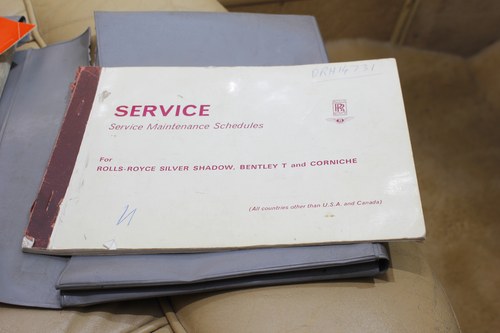 SERVICE
Service Maintenance Schedules
For
ROLLS-ROYCE SILVER SHADOW, BENTLEY T and CORNICHE
(All countries other than U.S.A. and Canada)